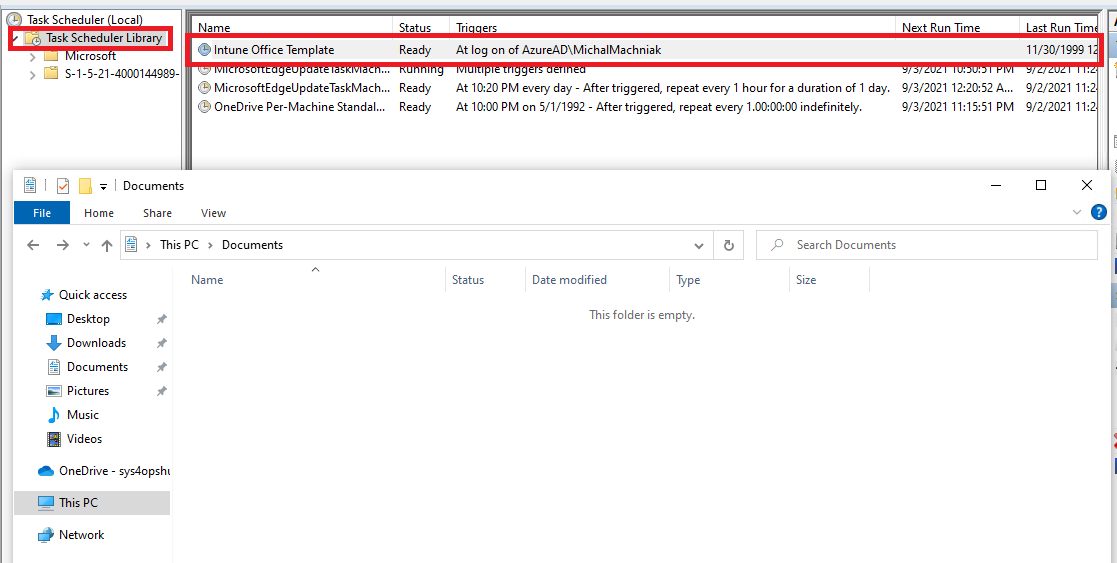 Task Scheduler (Local)
Task Scheduler Library
Microsoft
S-1-5-21-4000144989-
Name Status Triggers Next Run Time Last Run Time
Intune Office Template Ready At log on of AzureAD\MichalMachniak 11/30/1999 12
MicrosoftEdgeUpdateTaskMach... Running Multiple triggers defined 9/3/2021 10:50:51 PM 9/2/2021 11:24
MicrosoftEdgeUpdateTaskMach... Ready At 10:20 PM every day - After triggered, repeat every 1 hour for a duration of 1 day. 9/3/2021 12:20:52 A... 9/2/2021 11:24
OneDrive Per-Machine Standal... Ready At 10:00 PM on 5/1/1992 - After triggered, repeat every 1.00:00:00 indefinitely. 9/3/2021 11:15:51 PM 9/2/2021 11:24
Documents
File Home Share View
This PC Documents Search Documents
Name Status Date modified Type Size
This folder is empty.
Quick access
Desktop
Downloads
Documents
Pictures
Music
Videos
OneDrive - sys4opshu
This PC
Network